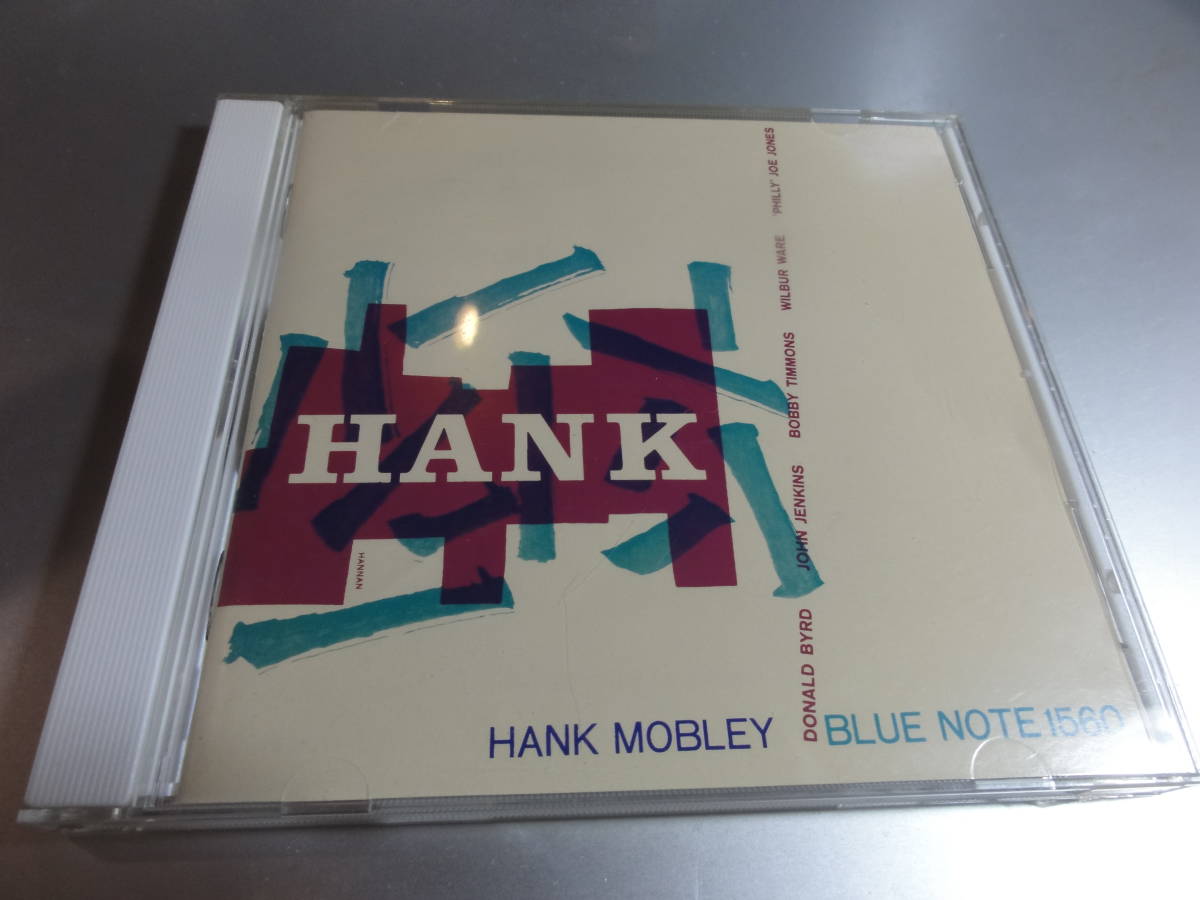 HANK
HANNAN
HANK MOBLEY
BLUE NOTE 1560
DONALD BYRD JOHN JENKINS BOBBY TIMMONS WILBUR WARE 'PHILLY' JOE JONES